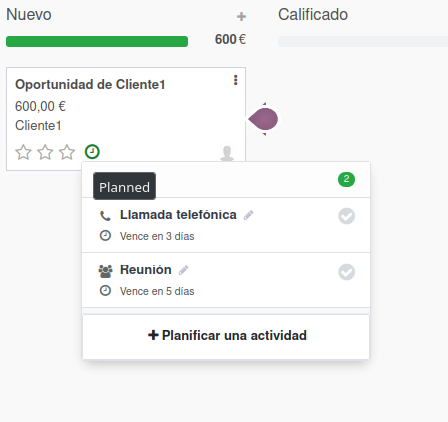 Nuevo
Calificado
600 €
Oportunidad de Cliente1
600,00 €
Cliente1
Planned
2
Llamada telefónica
Vence en 3 días
Reunión
Vence en 5 días
Planificar una actividad